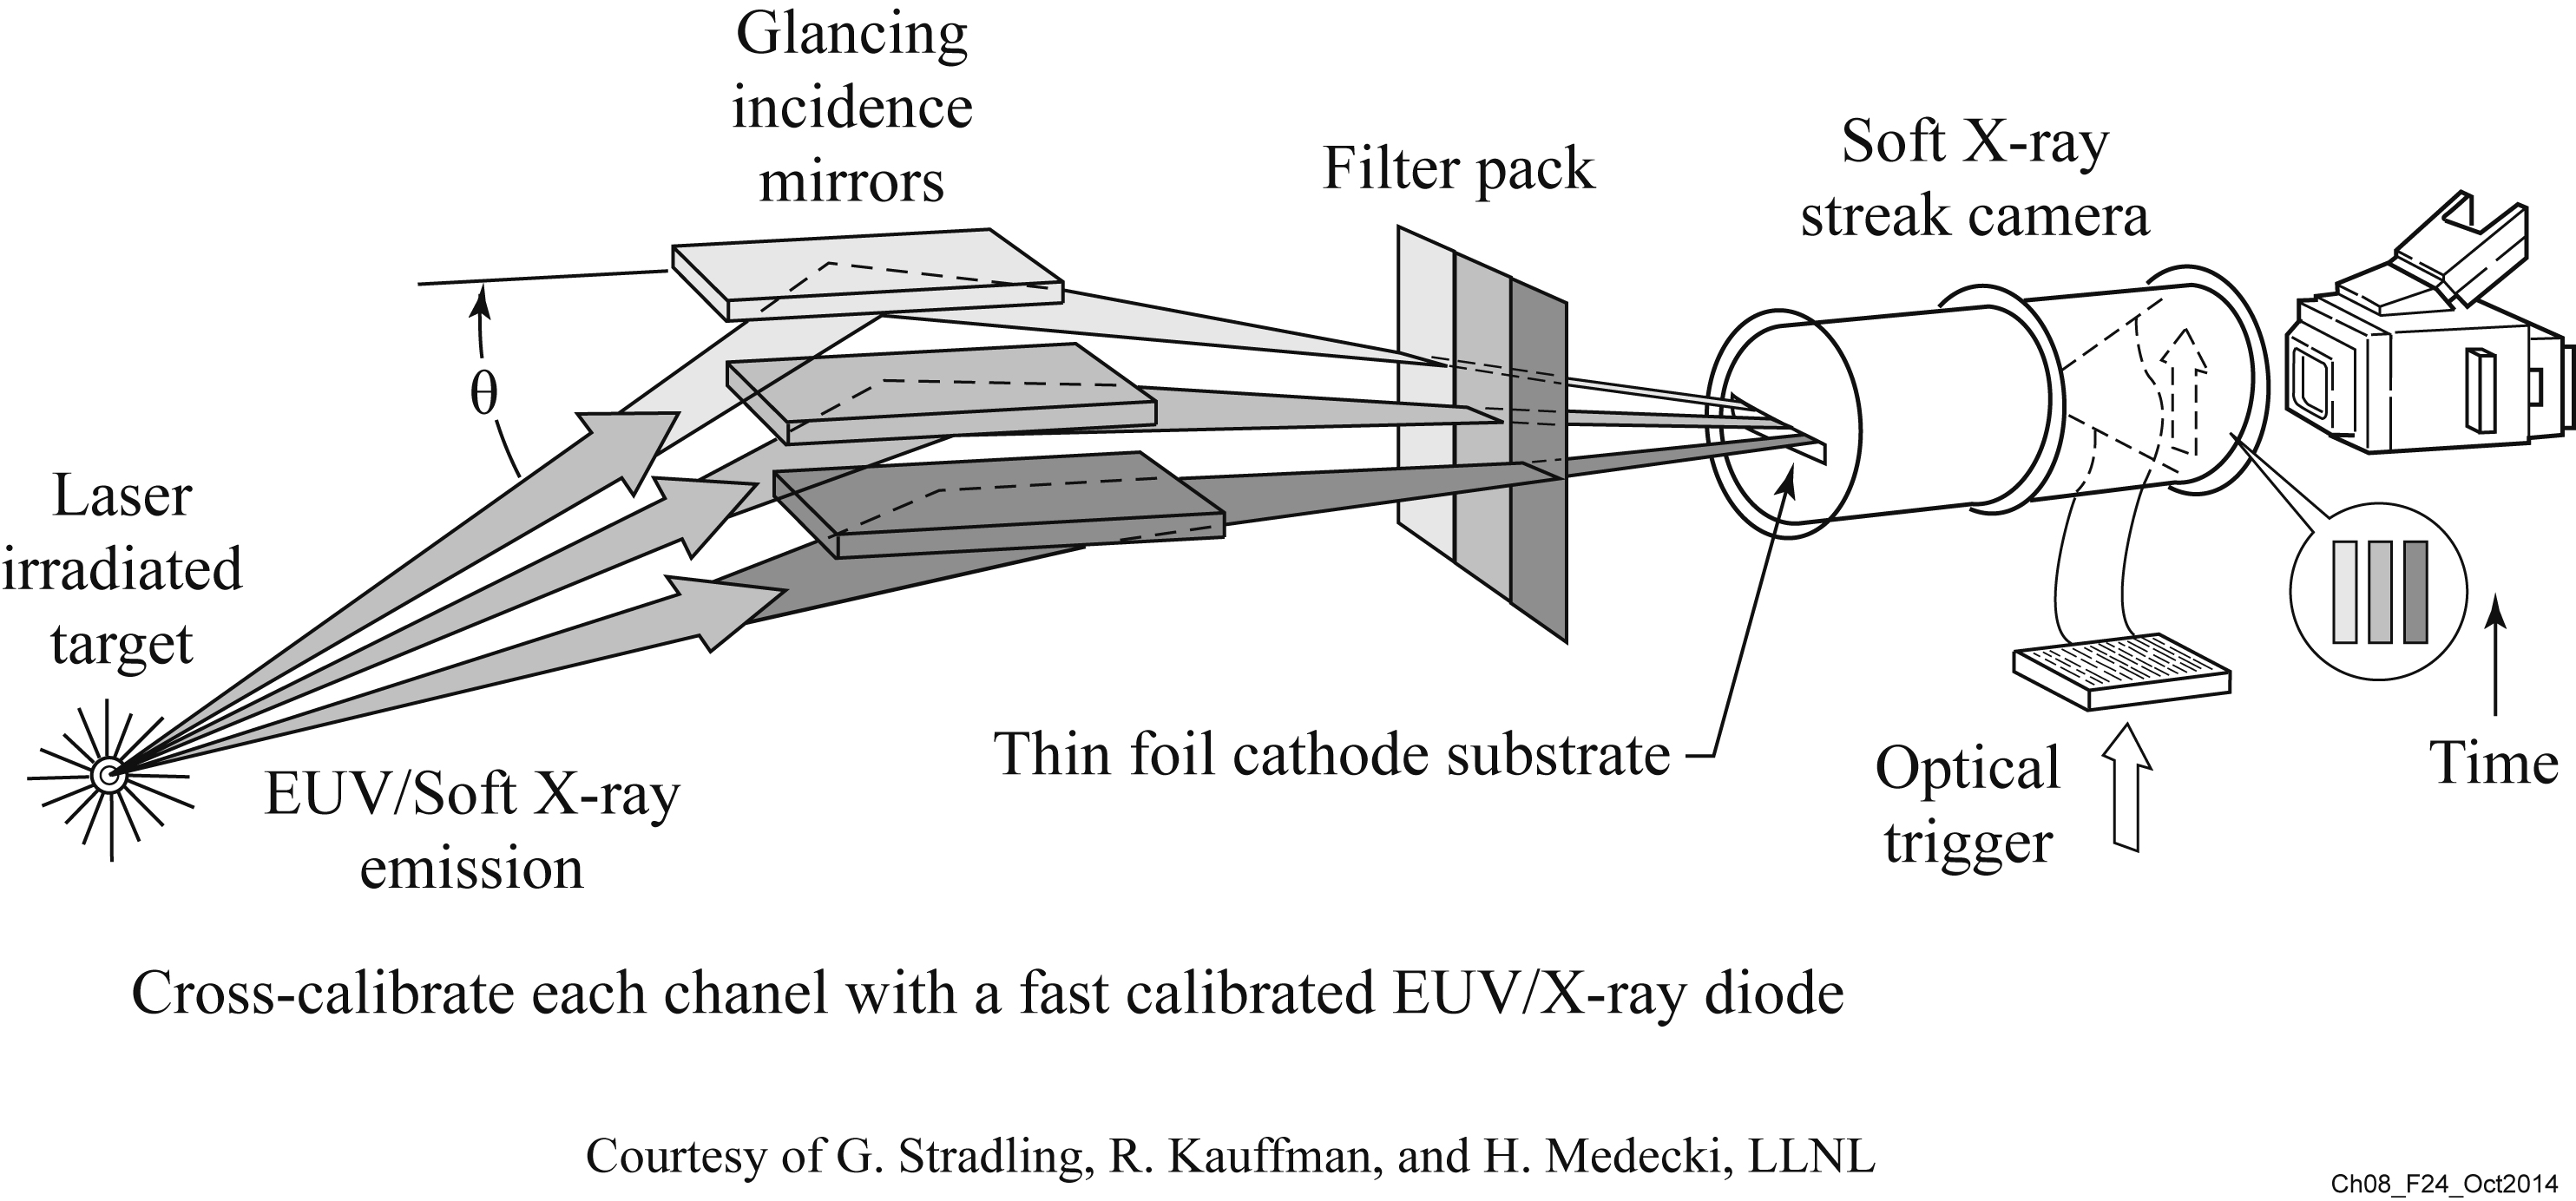 Glancing
incidence
mirrors
Filter pack
Soft X-ray
streak camera
θ
Laser
irradiated
target
EUV/Soft X-ray
emission
Thin foil cathode substrate
Optical
trigger
Time
Cross-calibrate each chanel with a fast calibrated EUV/X-ray diode
Courtesy of G. Stradling, R. Kauffman, and H. Medecki, LLNL
Ch08_F24_Oct2014